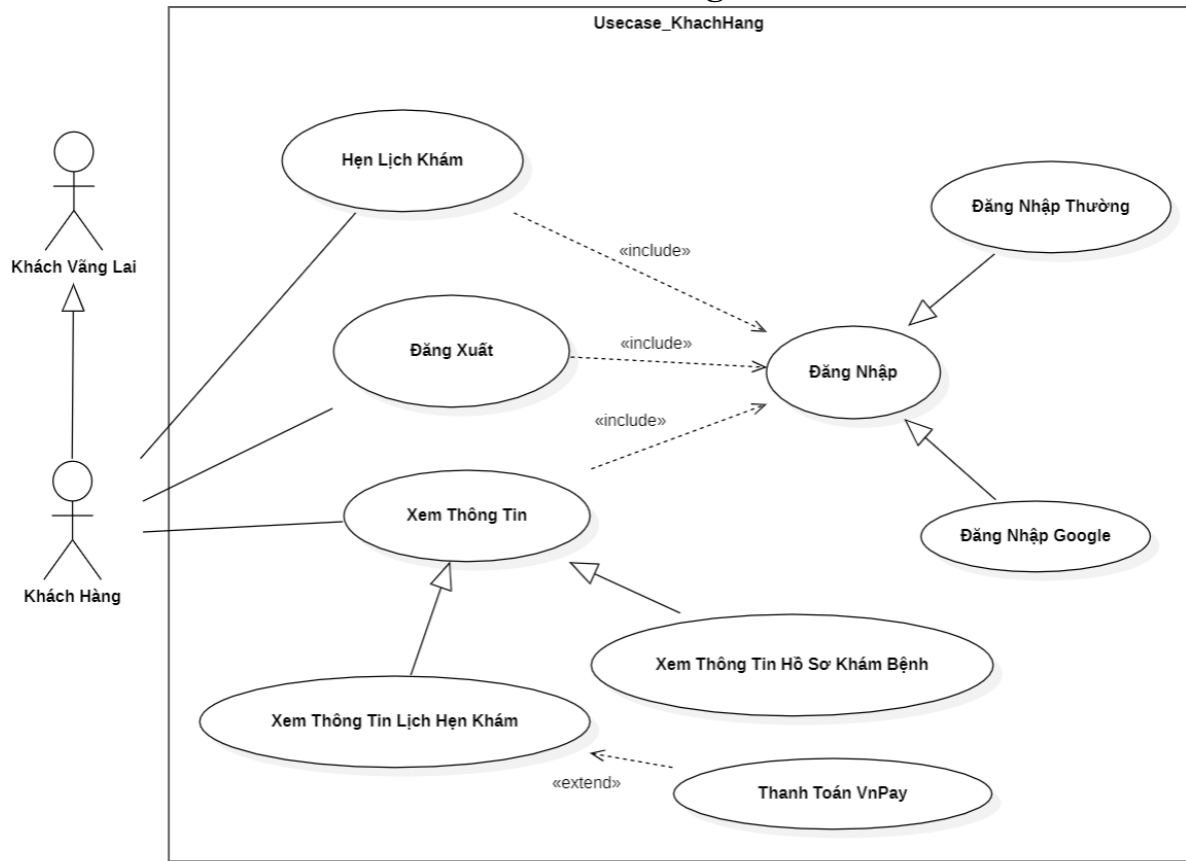 Usecase_KhachHang
Hẹn Lịch Khám
Đăng Nhập Thường
Khách Vãng Lai
«include»
Đăng Xuất
«include»
Đăng Nhập
«include»
Xem Thông Tin
Đăng Nhập Google
Khách Hàng
Xem Thông Tin Hồ Sơ Khám Bệnh
Xem Thông Tin Lịch Hẹn Khám
«extend»
Thanh Toán VnPay